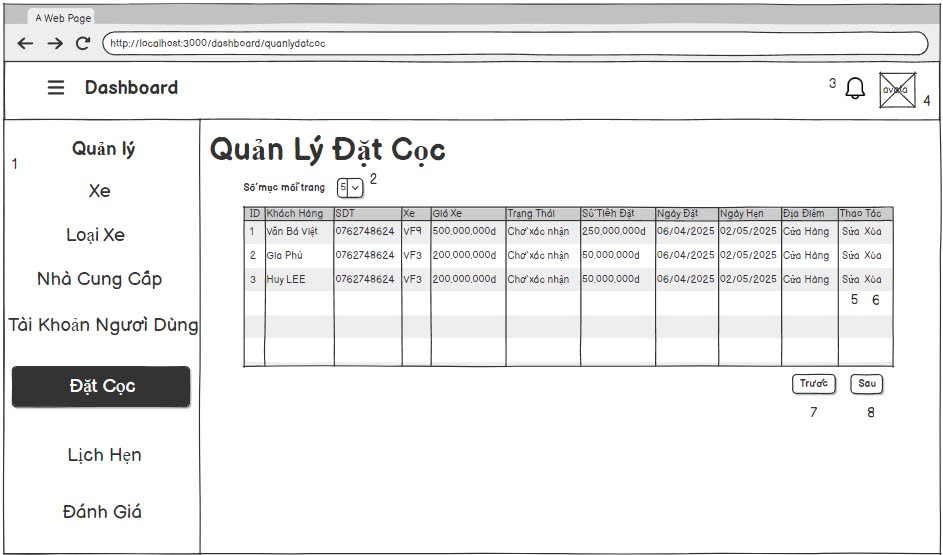 A Web Page
http://localhost:3000/dashboard/quanlydatcoc
Dashboard
3
avata
4
1
Quản lý
Xe
Loại Xe
Nhà Cung Cấp
Tài Khoản Người Dùng
Đặt Cọc
Lịch Hẹn
Đánh Giá
Quản Lý Đặt Cọc
Số mục mỗi trang 5 2
ID Khách Hàng SDT Xe Giá Xe Trạng Thái Số Tiền Đặt Ngày Đặt Ngày Hẹn Địa Điểm Thao Tác
1 Văn Bá Việt 0762748624 VF9 500,000,000đ Chờ xác nhận 250,000,000đ 06/04/2025 02/05/2025 Cửa Hàng Sửa Xóa
2 Gia Phú 0762748624 VF3 200,000,000đ Chờ xác nhận 50,000,000đ 06/04/2025 02/05/2025 Cửa Hàng Sửa Xóa
3 Huy LEE 0762748624 VF3 200,000,000đ Chờ xác nhận 50,000,000đ 06/04/2025 02/05/2025 Cửa Hàng Sửa Xóa
5 6
Trước Sau
7 8